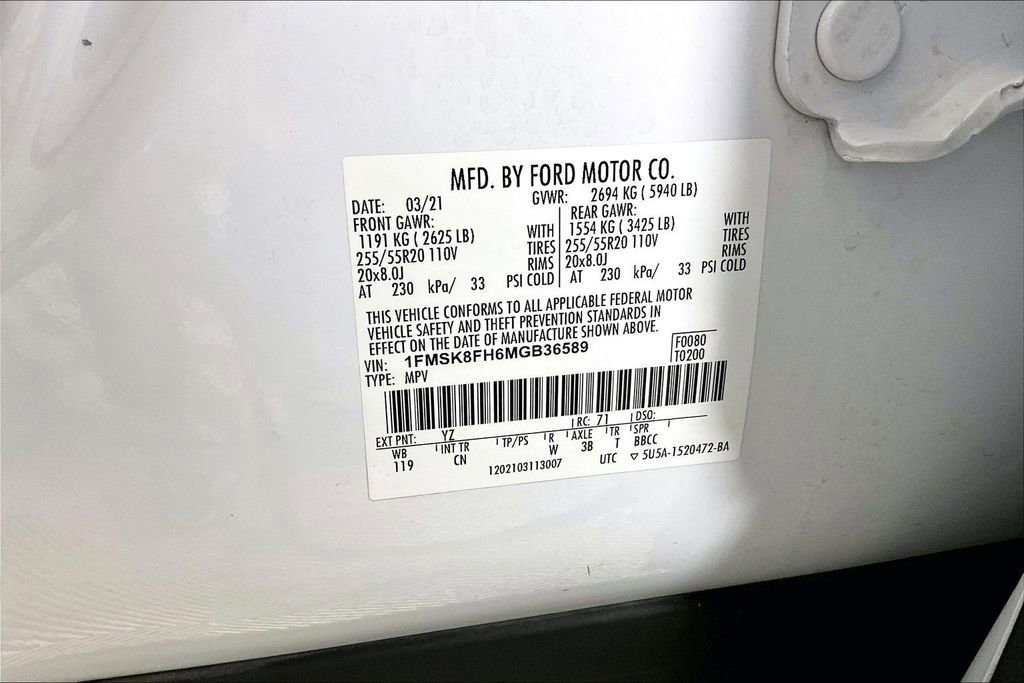 MFD. BY FORD MOTOR CO.
DATE: 03/21 GVWR: 2694 KG ( 5940 LB)
FRONT GAWR: REAR GAWR:
1191 KG ( 2625 LB) WITH 1554 KG ( 3425 LB) WITH
255/55R20 110V TIRES 255/55R20 110V TIRES
20x8.0J RIMS 20x8.0J RIMS
AT 230 kPa/ 33 PSI COLD AT 230 kPa/ 33 PSI COLD
THIS VEHICLE CONFORMS TO ALL APPLICABLE FEDERAL MOTOR
VEHICLE SAFETY AND THEFT PREVENTION STANDARDS IN
EFFECT ON THE DATE OF MANUFACTURE SHOWN ABOVE.
VIN: 1FMSK8FH6MGB36589 F0080
TYPE: MPV T0200
EXT PNT: YZ RC: 71 DSO:
WB INT TR TP/PS R AXLE TR SPR
119 CN W 3B T BBCC
1202103113007 UTC ▽ 5U5A-1520472-BA